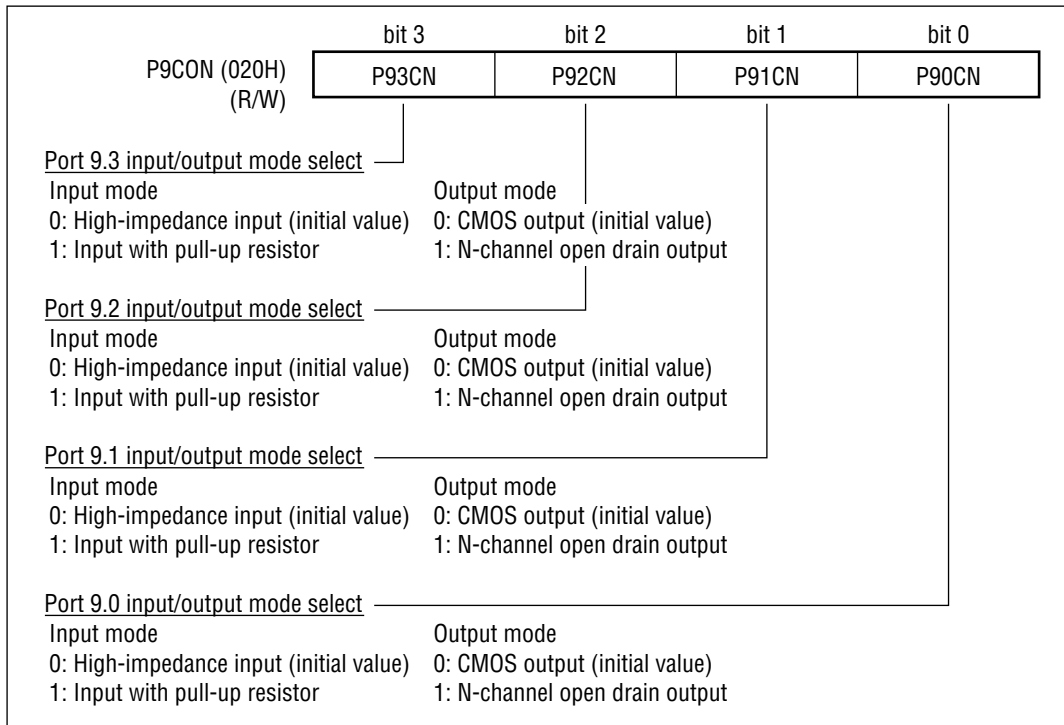 bit 3 bit 2 bit 1 bit 0
P9CON (020H) P93CN P92CN P91CN P90CN
(R/W)
Port 9.3 input/output mode select
Input mode Output mode
0: High-impedance input (initial value) 0: CMOS output (initial value)
1: Input with pull-up resistor 1: N-channel open drain output
Port 9.2 input/output mode select
Input mode Output mode
0: High-impedance input (initial value) 0: CMOS output (initial value)
1: Input with pull-up resistor 1: N-channel open drain output
Port 9.1 input/output mode select
Input mode Output mode
0: High-impedance input (initial value) 0: CMOS output (initial value)
1: Input with pull-up resistor 1: N-channel open drain output
Port 9.0 input/output mode select
Input mode Output mode
0: High-impedance input (initial value) 0: CMOS output (initial value)
1: Input with pull-up resistor 1: N-channel open drain output